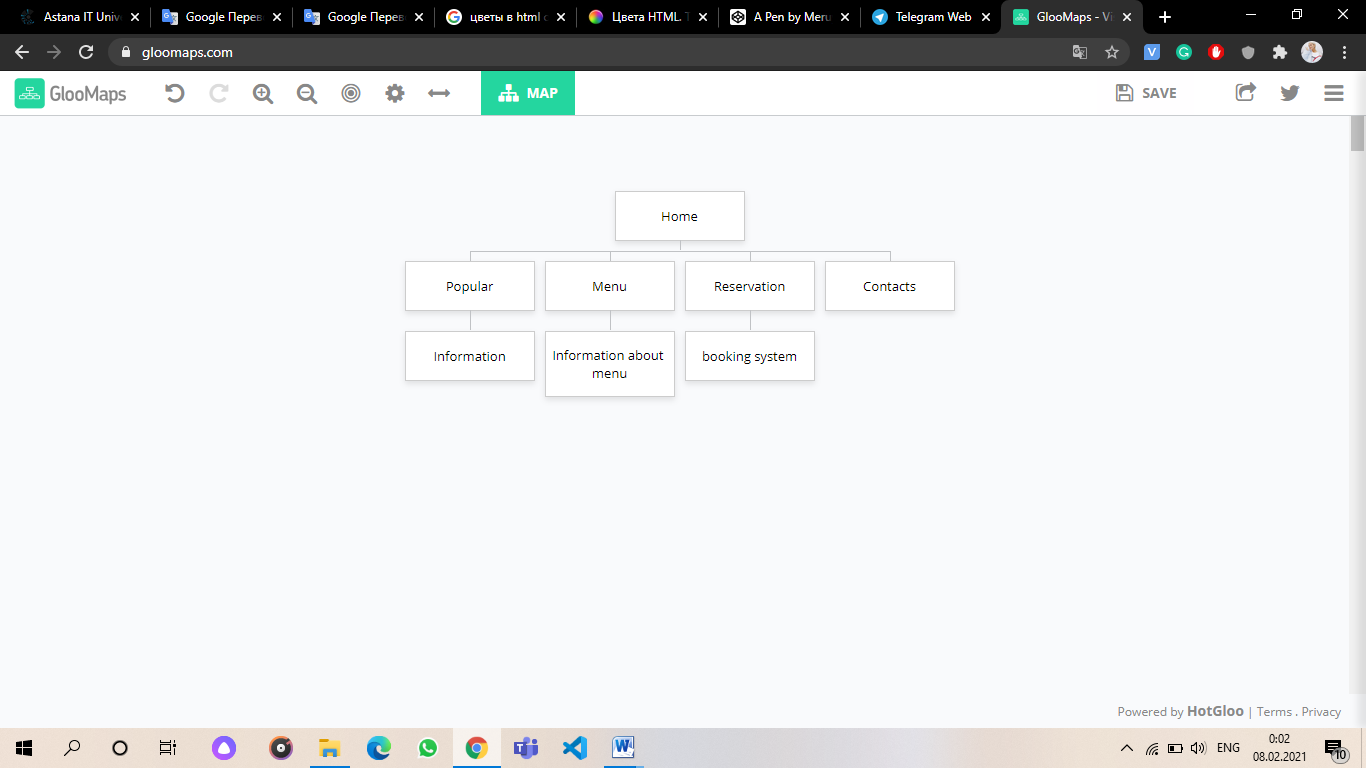 Astana IT Unive
Google Перев
Google Перев
цветы в html
Цвета HTML. Т
A Pen by Meru
Telegram Web
GlooMaps - Vi
gloomaps.com
GlooMaps
MAP
SAVE
Home
Popular
Menu
Reservation
Contacts
Information
Information about
menu
booking system
Powered by HotGloo | Terms . Privacy
ENG
0:02
08.02.2021
10